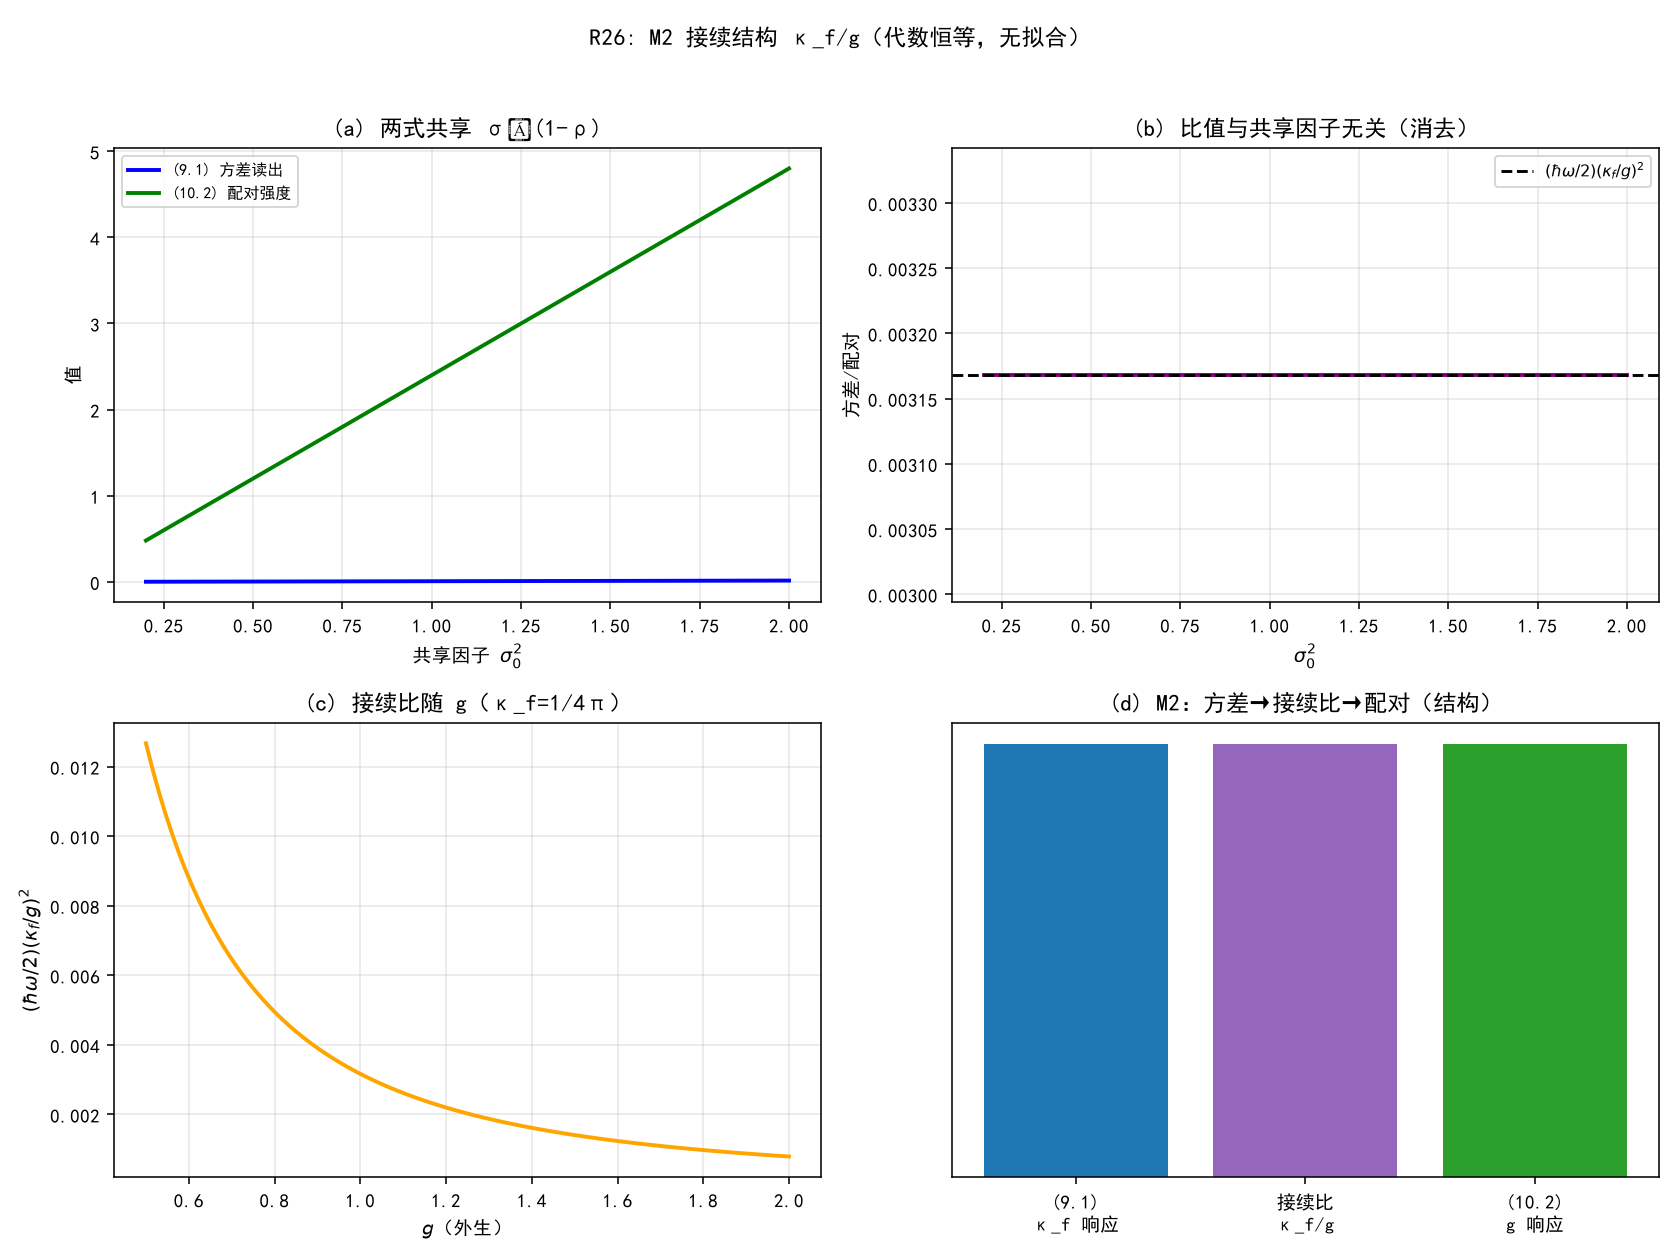 R26: M2 接续结构 κ_f/g（代数恒等，无拟合）
(a) 两式共享 σ(1-ρ)
(9.1) 方差读出
(10.2) 配对强度
值
5
4
3
2
1
0
0.25 0.50 0.75 1.00 1.25 1.50 1.75 2.00
共享因子 σ₀²
(b) 比值与共享因子无关（消去）
(ħω/2)(κ_f/g)²
方差/配对
0.00330
0.00325
0.00320
0.00315
0.00310
0.00305
0.00300
0.25 0.50 0.75 1.00 1.25 1.50 1.75 2.00
σ₀²
(c) 接续比随 g（κ_f=1/4π）
(ħω/2)(κ_f/g)²
0.012
0.010
0.008
0.006
0.004
0.002
0.6 0.8 1.0 1.2 1.4 1.6 1.8 2.0
g（外生）
(d) M2：方差→接续比→配对（结构）
(9.1)
κ_f 响应
接续比
κ_f/g
(10.2)
g 响应